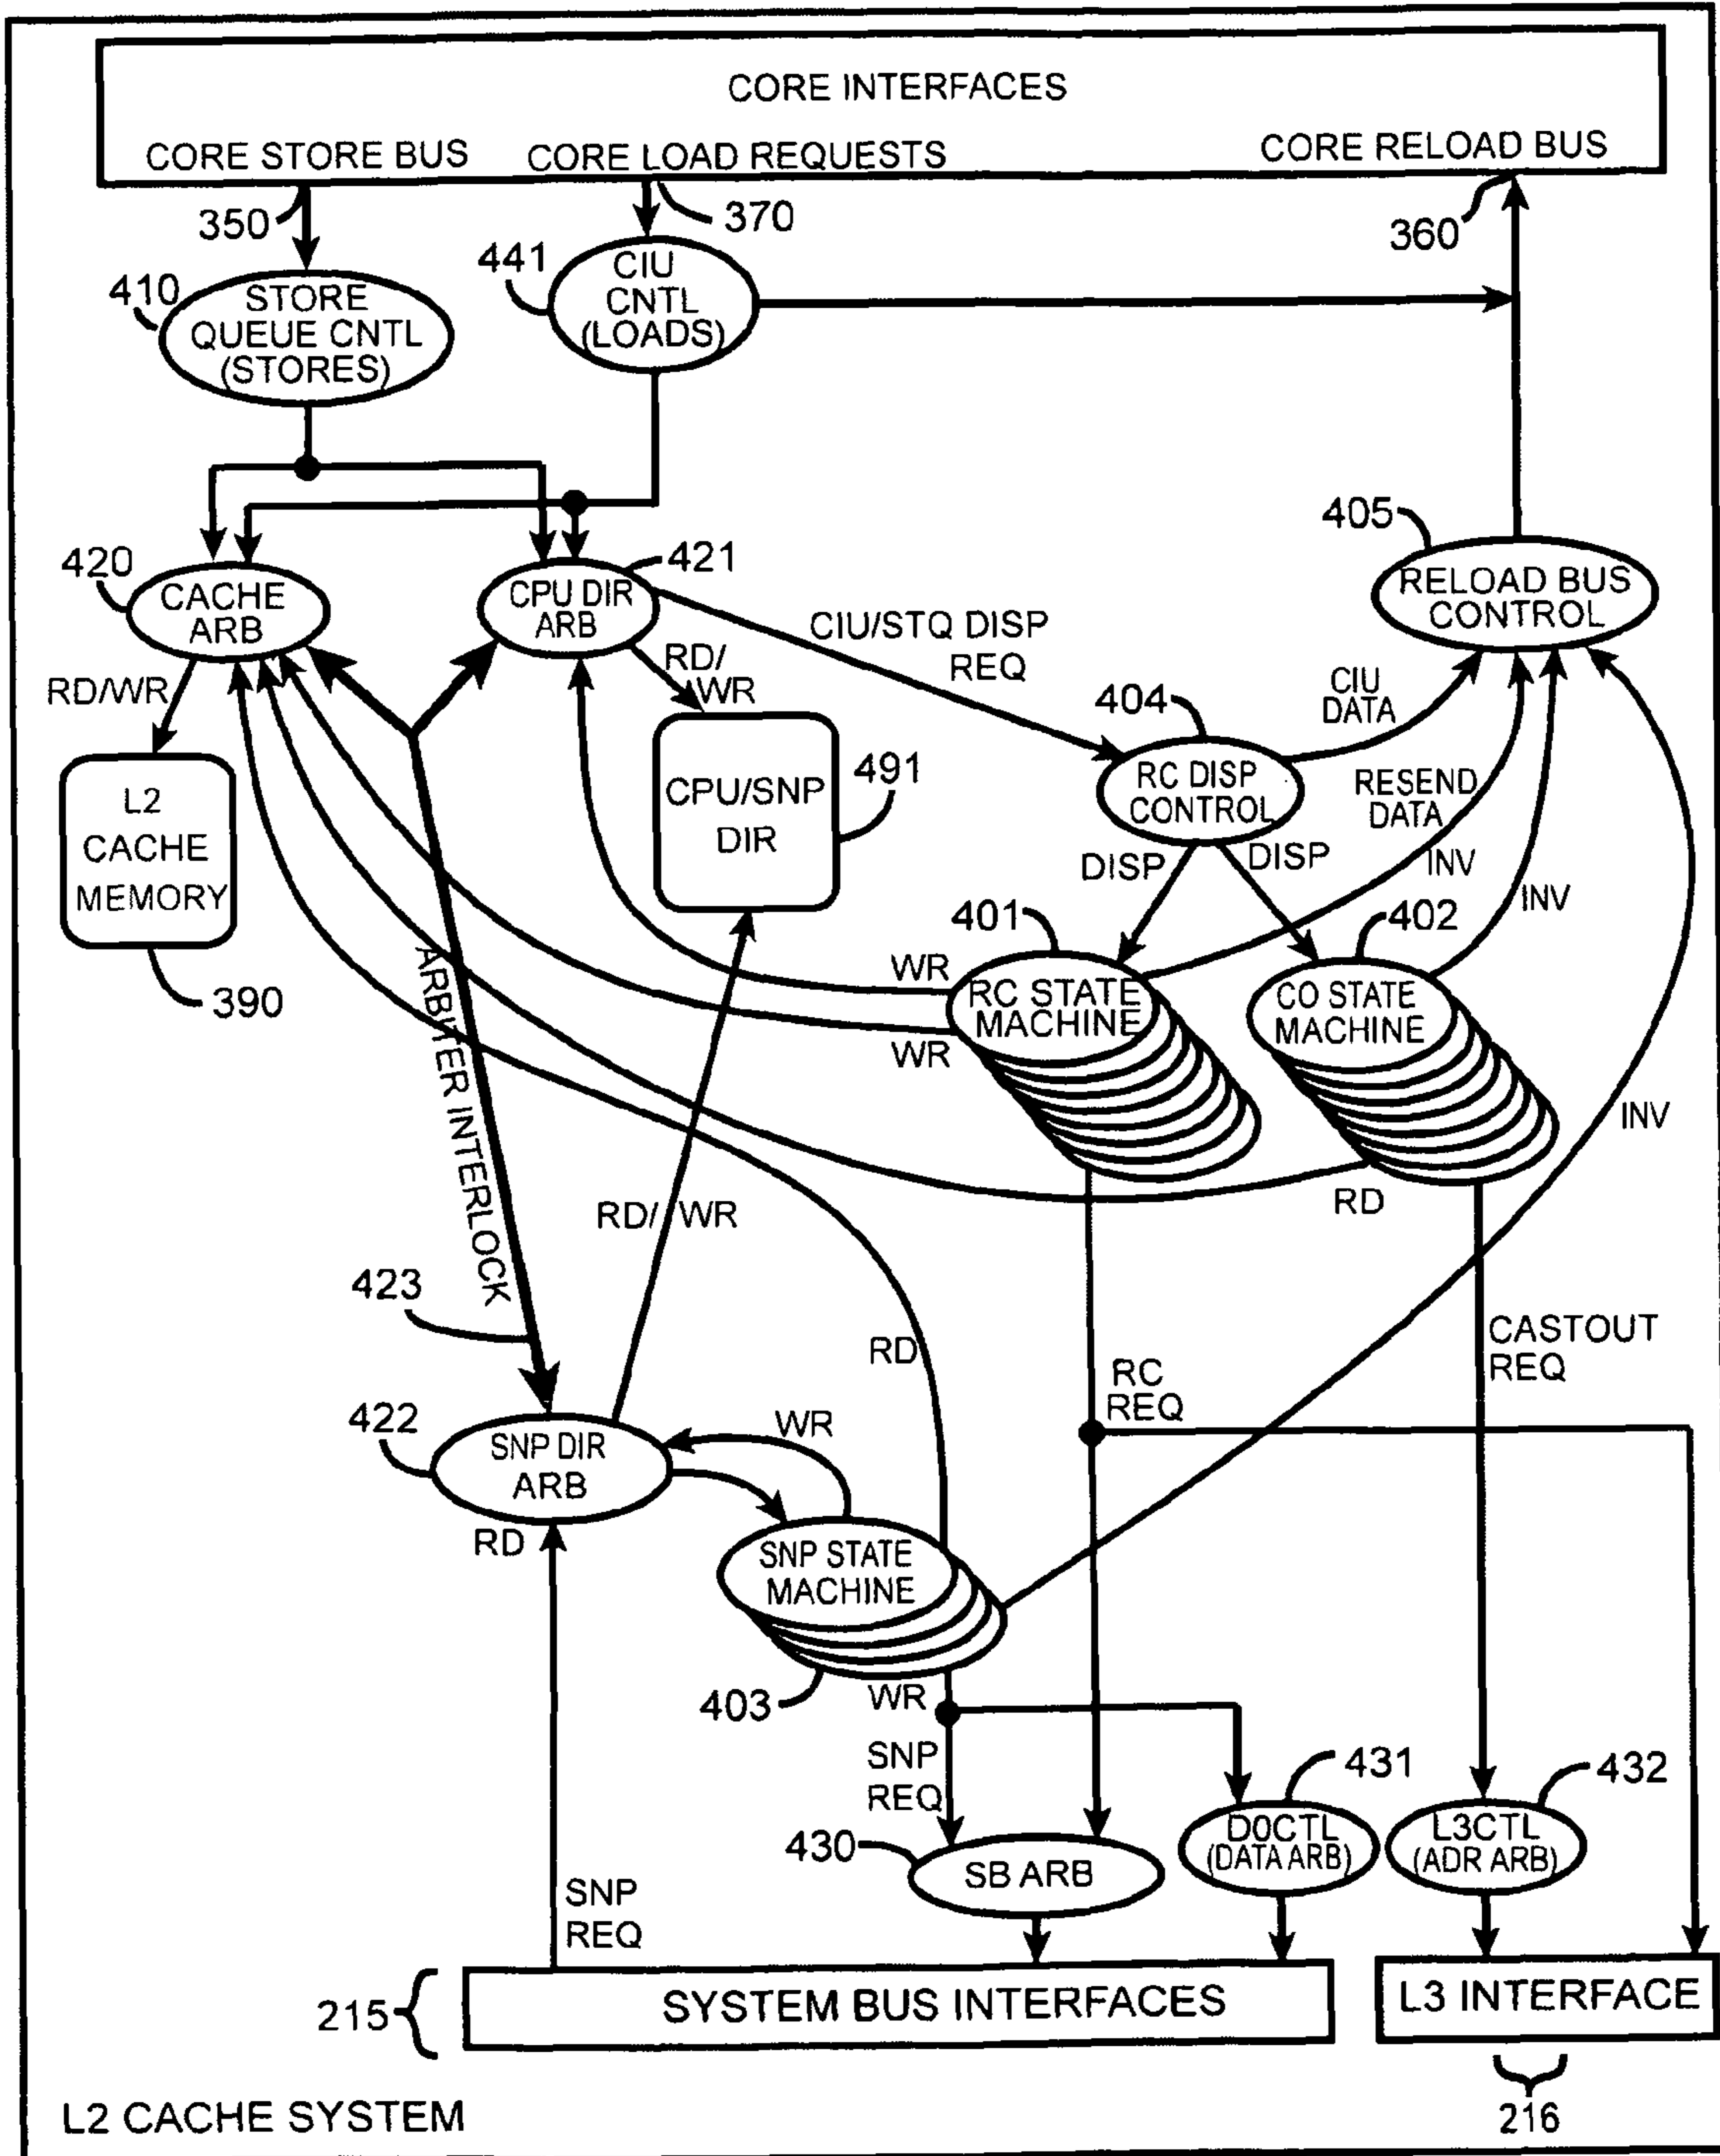 CORE INTERFACES
CORE STORE BUS
CORE LOAD REQUESTS
CORE RELOAD BUS
350
370
360
410
STORE
QUEUE CNTL
(STORES)
441
CIU
CNTL
(LOADS)
405
RELOAD BUS
CONTROL
420
CACHE
ARB
421
CPU DIR
ARB
CIU/STQ DISP
REQ
RD/WR
RD/
WR
L2
CACHE
MEMORY
390
CPU/SNP
DIR
491
404
RC DISP
CONTROL
CIU
DATA
RESEND
DATA
DISP
DISP
INV
INV
INV
401
RC STATE
MACHINE
402
CO STATE
MACHINE
WR
WR
ARBITER INTERLOCK
RD/ WR
RD
423
RD
RC
REQ
CASTOUT
REQ
422
SNP DIR
ARB
WR
RD
SNP STATE
MACHINE
403
WR
SNP
REQ
430
SB ARB
431
D0CTL
(DATA ARB)
432
L3CTL
(ADR ARB)
SNP
REQ
215
SYSTEM BUS INTERFACES
L3 INTERFACE
216
L2 CACHE SYSTEM